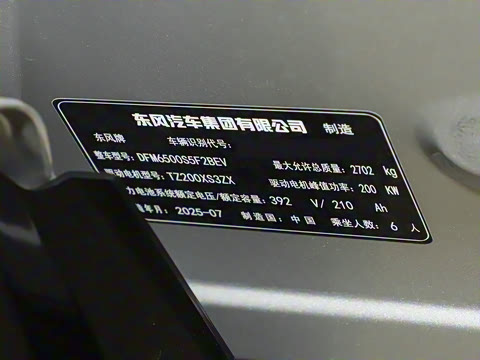 东风汽车集团有限公司 制造
东风牌 车辆识别代号:
整车型号: DFM6500S5F2BEV 最大允许总质量: 2702 Kg
驱动电机型号: TZ200XS3ZX 驱动电机峰值功率: 200 KW
力电池系统额定电压/额定容量: 392 V/ 210 Ah
年月: 2025-07 制造国: 中国 乘坐人数: 6 人